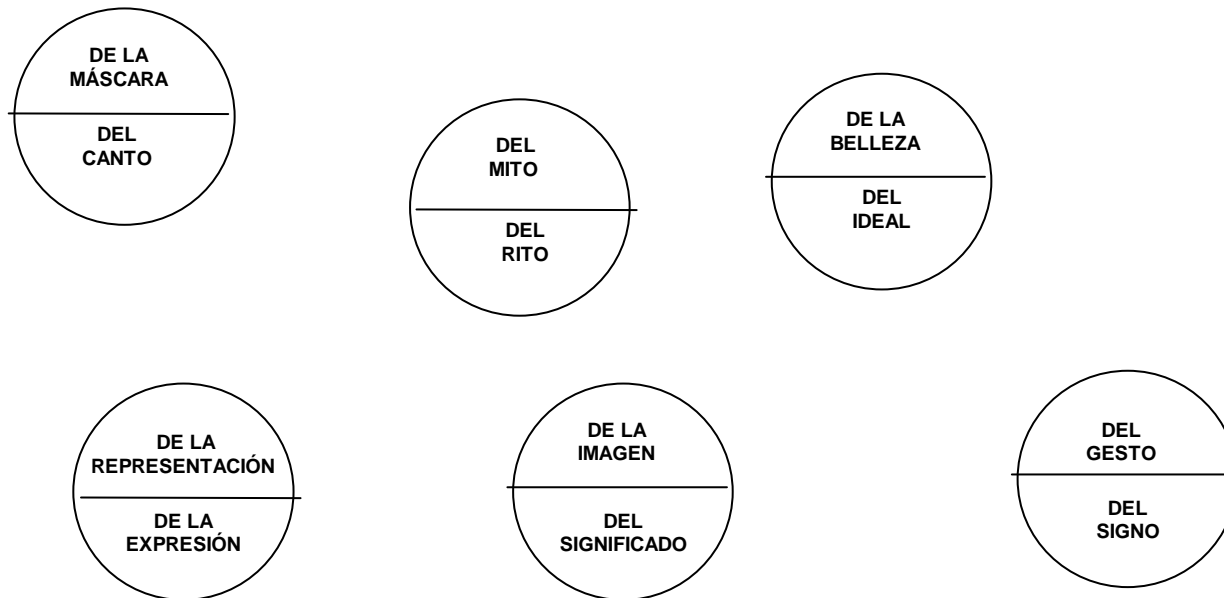 DE LA
MÁSCARA
DEL
CANTO
DEL
MITO
DEL
RITO
DE LA
BELLEZA
DEL
IDEAL
DE LA
REPRESENTACIÓN
DE LA
EXPRESIÓN
DE LA
IMAGEN
DEL
SIGNIFICADO
DEL
GESTO
DEL
SIGNO